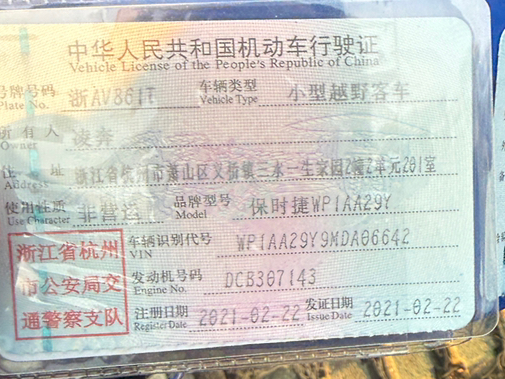 中华人民共和国机动车行驶证
Vehicle License of the People's Republic of China
号牌号码 浙AV861T 车辆类型 小型越野客车
Plate No. Vehicle Type
所有人 凌奔
Owner
住址 浙江省杭州市萧山区义桥镇三水一生家园2幢2单元201室
Address
使用性质 非营运 品牌型号 保时捷WP1AA29Y
Use Character Model
浙江省杭州
市公安局交
通警察支队
车辆识别代号 WP1AA29Y9MDA06642
VIN
发动机号码 DCB307143
Engine No.
注册日期 2021-02-22 发证日期 2021-02-22
Register Date Issue Date